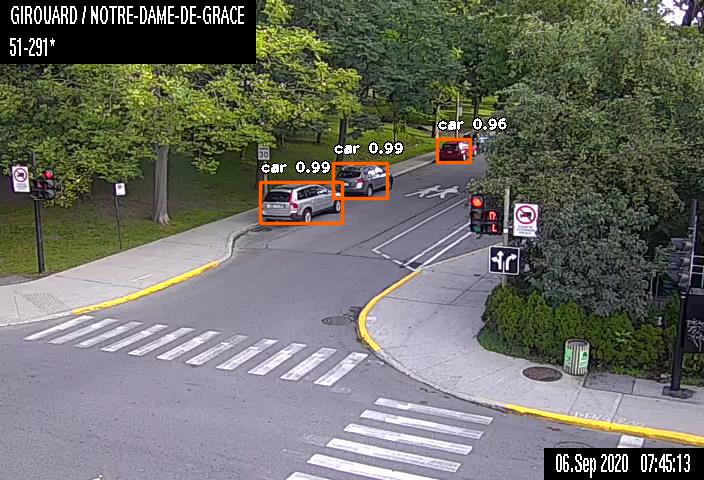 GIROUARD / NOTRE-DAME-DE-GRACE
51-291*
car 0.96
car 0.99
car 0.99
30
06.Sep 2020 07:45:13